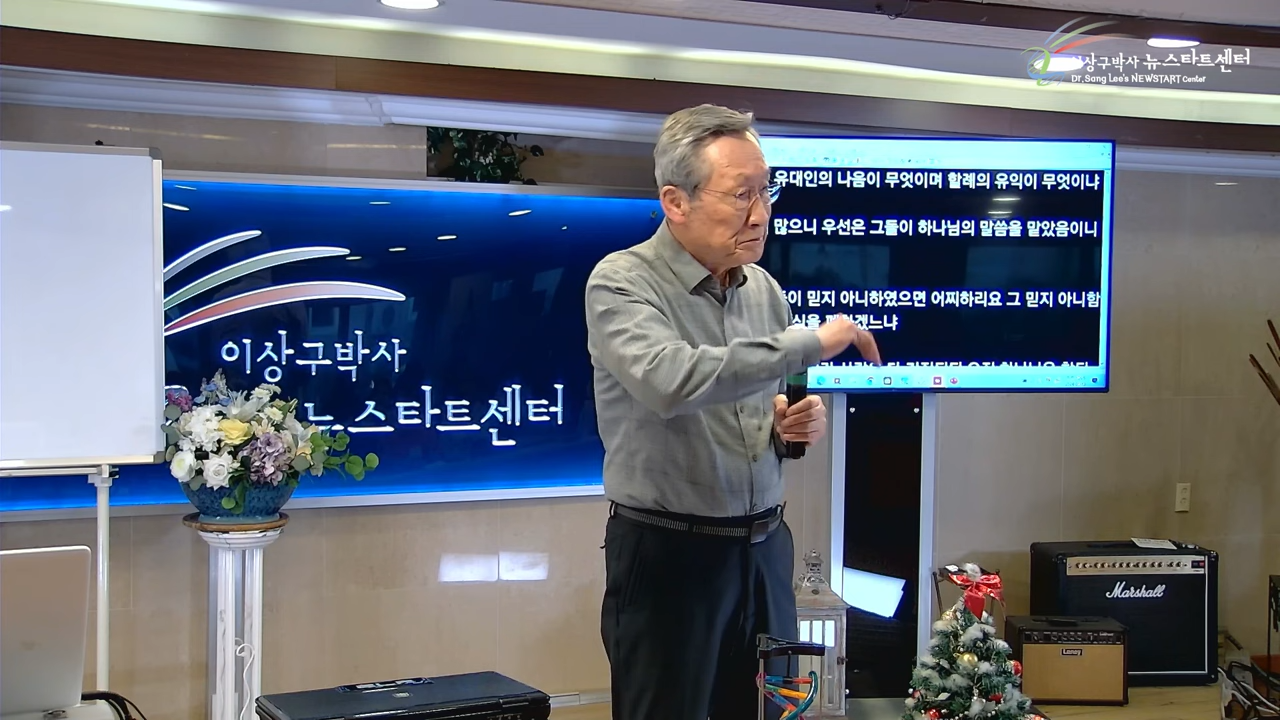 이상구박사 뉴스타트센터
Dr. Sang Lee's NEWSTART Center
유대인의 나음이 무엇이며 할례의 유익이 무엇이냐
많으니 우선은 그들이 하나님의 말씀을 맡았음이니
믿지 아니하였으면 어찌하리요 그 믿지 아니함
이상구박사
뉴스타트센터
Marshall
Laney